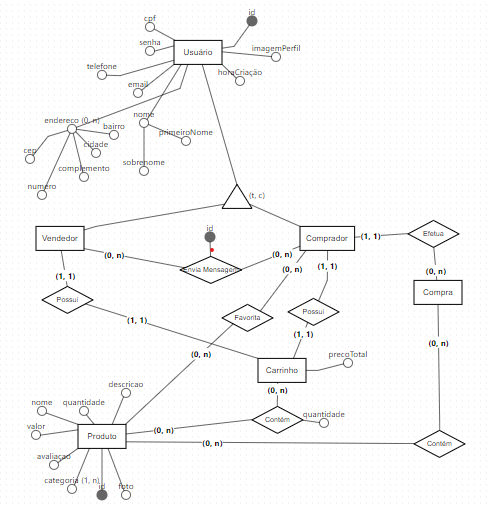 cpf
id
senha
Usuário
imagemPerfil
telefone
horaCriação
email
nome
endereco (0, n)
bairro
primeiroNome
cidade
cep
sobrenome
complemento
numero
(t, c)
id
Vendedor
Comprador
(1, 1)
Efetua
(0, n)
Envia Mensagem
(0, n)
(0, n)
(1, 1)
(0, n)
(1, 1)
Compra
Possui
Possui
Favorita
(1, 1)
(1, 1)
(0, n)
(0, n)
precoTotal
Carrinho
descricao
(0, n)
nome
quantidade
quantidade
Contém
valor
Produto
(0, n)
(0, n)
Contém
avaliacao
categoria (1, n)
id
foto